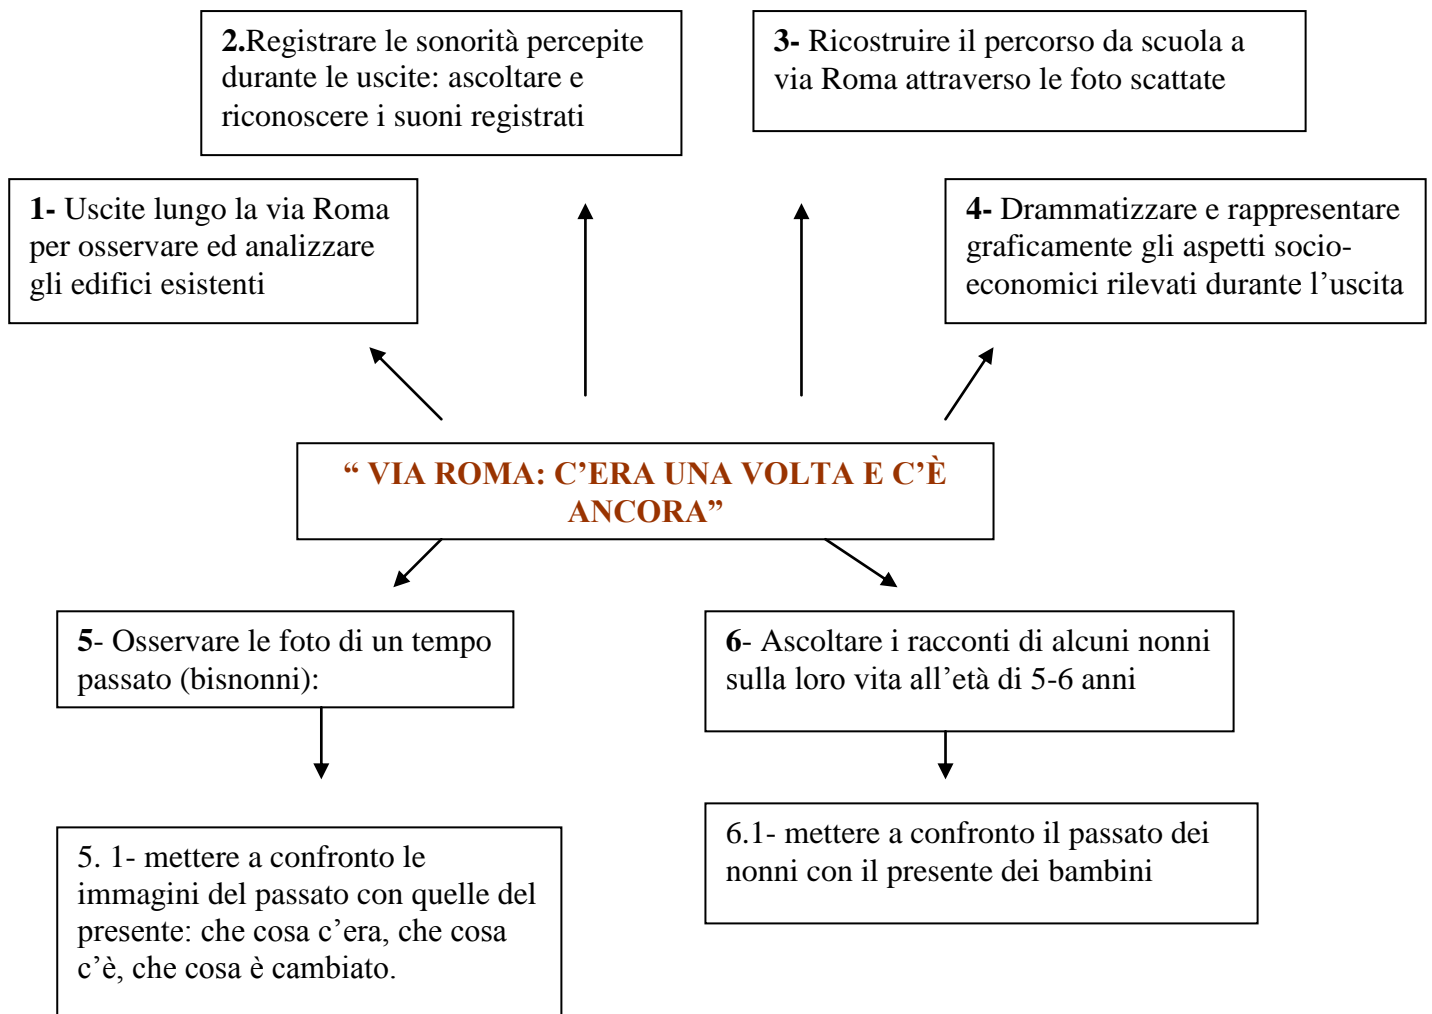 2.Registrare le sonorità percepite
durante le uscite: ascoltare e
riconoscere i suoni registrati
3- Ricostruire il percorso da scuola a
via Roma attraverso le foto scattate
1- Uscite lungo la via Roma
per osservare ed analizzare
gli edifici esistenti
4- Drammatizzare e rappresentare
graficamente gli aspetti socio-
economici rilevati durante l’uscita
“ VIA ROMA: C’ERA UNA VOLTA E C’È
ANCORA”
5- Osservare le foto di un tempo
passato (bisnonni):
6- Ascoltare i racconti di alcuni nonni
sulla loro vita all’età di 5-6 anni
5. 1- mettere a confronto le
immagini del passato con quelle del
presente: che cosa c’era, che cosa
c’è, che cosa è cambiato.
6.1- mettere a confronto il passato dei
nonni con il presente dei bambini